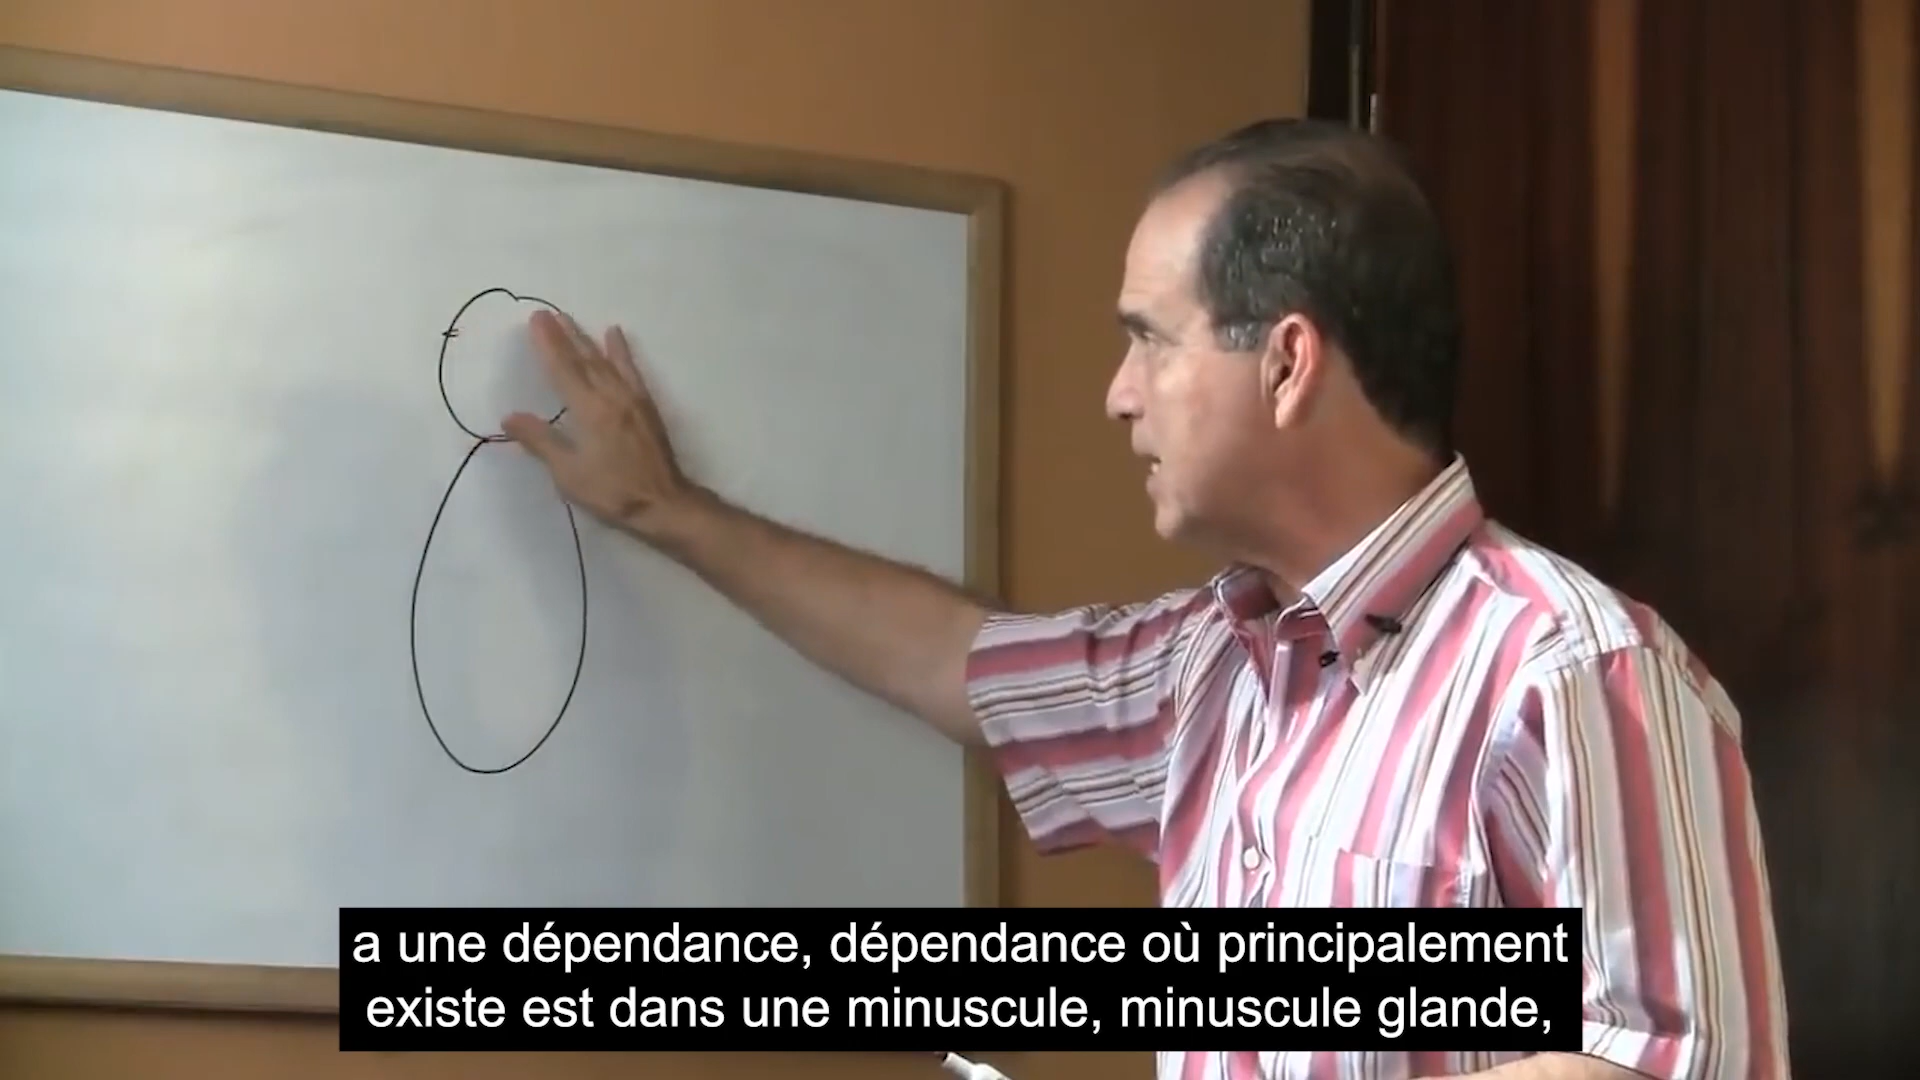 a une dépendance, dépendance où principalement
existe est dans une minuscule, minuscule glande,